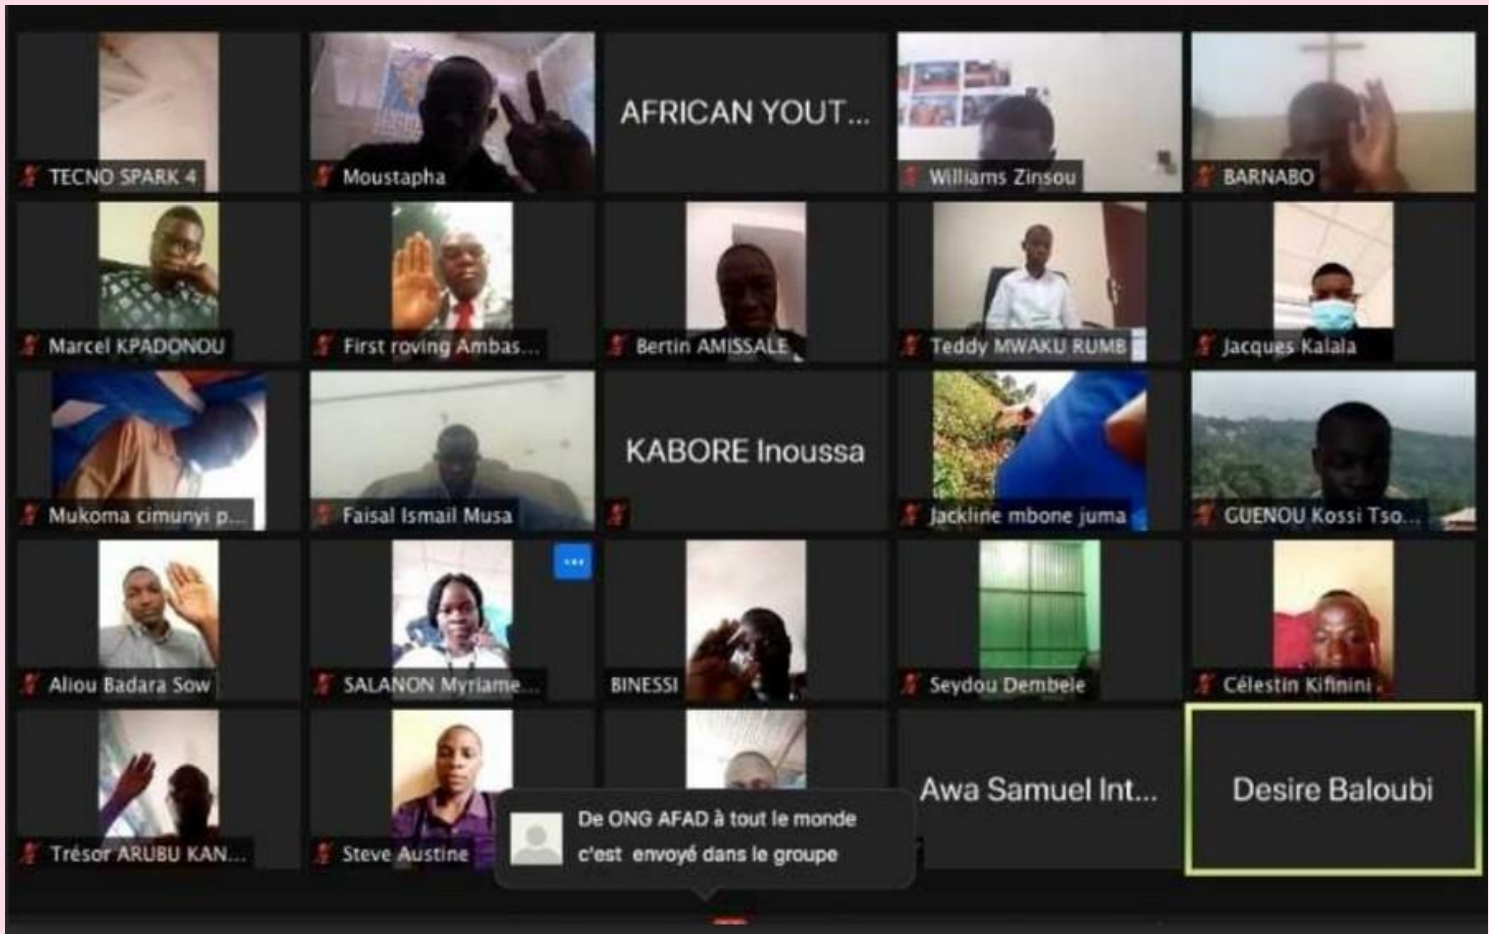 TECNO SPARK 4
Moustapha
AFRICAN YOUT...
Williams Zinsou
BARNABO
Marcel KPADONOU
First roving Ambas...
Bertin AMISSALE
Teddy MWAKU RUMB
Jacques Kalala
Mukoma cimunyi p...
Faisal Ismail Musa
KABORE Inoussa
Jackline mbone juma
GUENOU Kossi Tso...
Aliou Badara Sow
SALANON Myriame...
BINESSI
Seydou Dembele
Célestin Kifinini
Trésor ARUBU KAN...
Steve Austine
De ONG AFAD à tout le monde
c'est envoyé dans le groupe
Awa Samuel Int...
Desire Baloubi